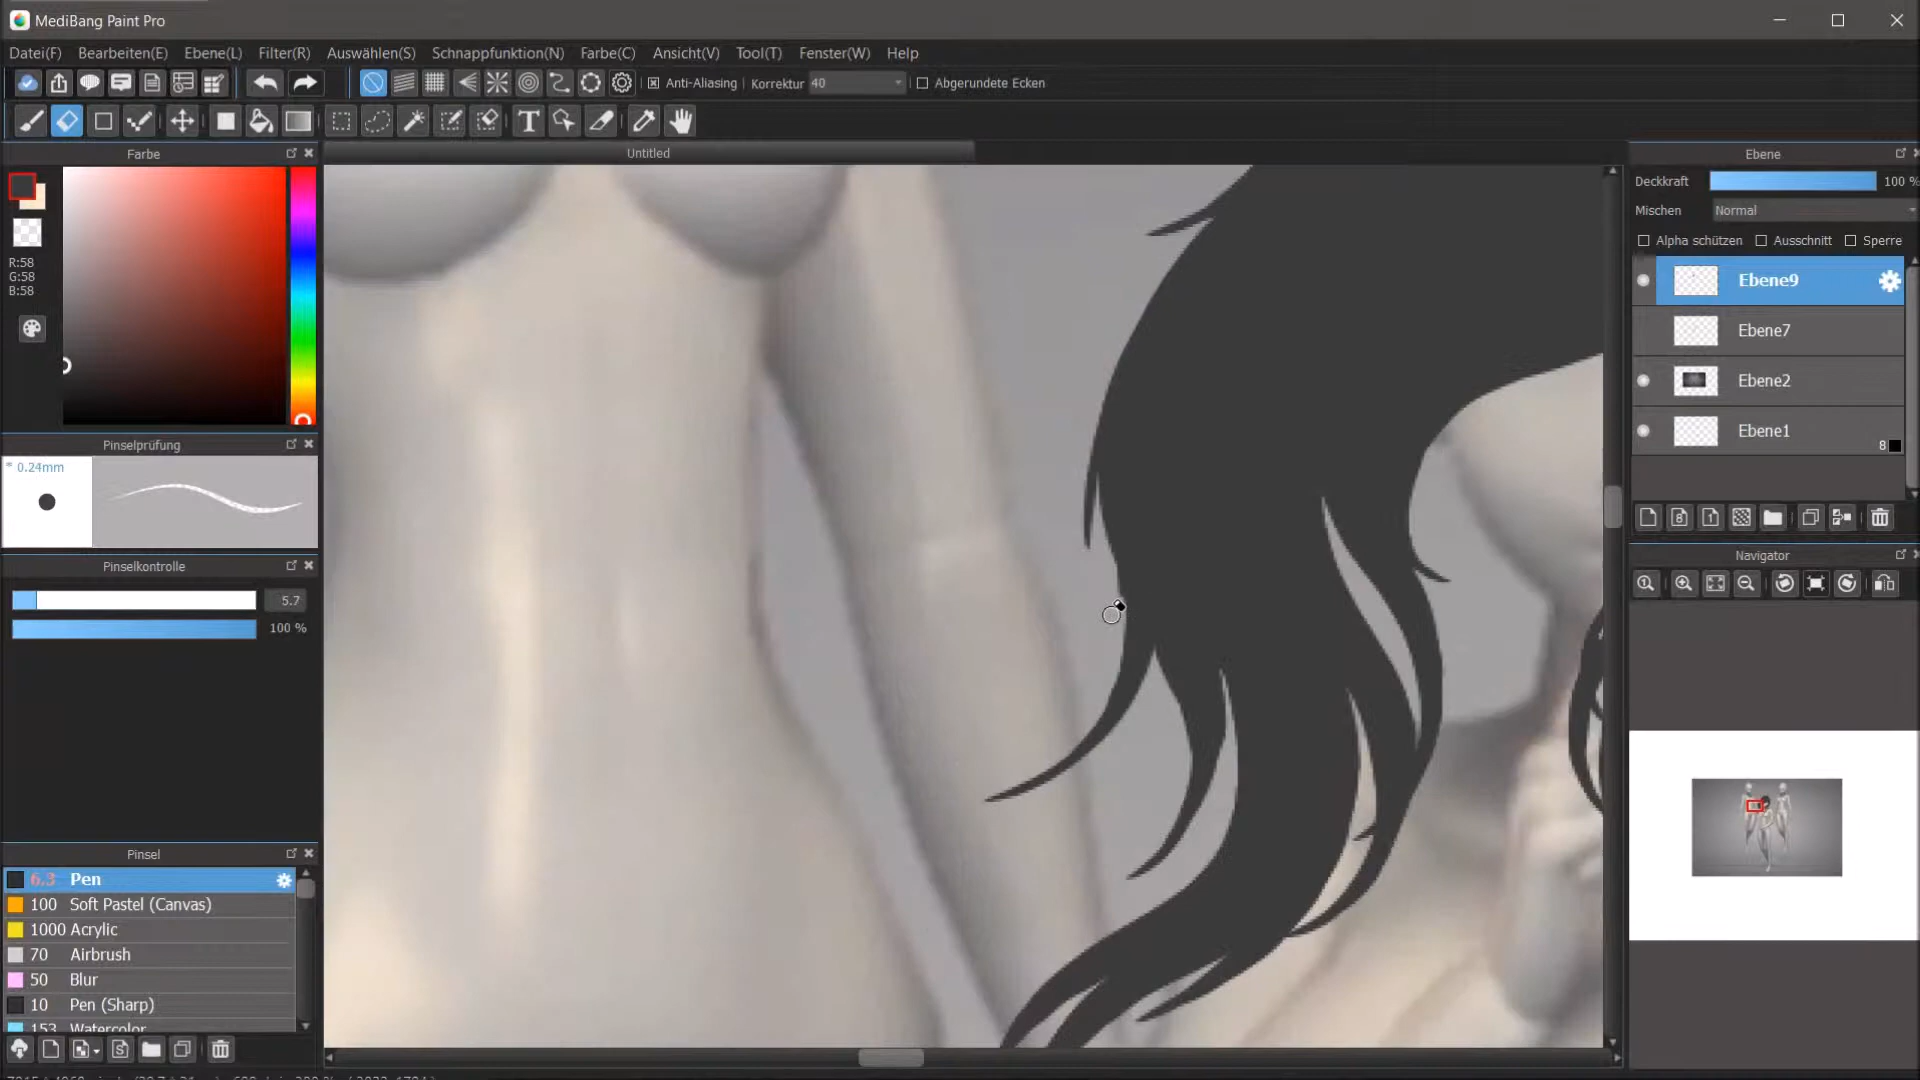 MediBang Paint Pro
Datei(F) Bearbeiten(E) Ebene(L) Filter(R) Auswählen(S) Schnappfunktion(N) Farbe(C) Ansicht(V) Tool(T) Fenster(W) Help
Anti-Aliasing Korrektur 40 Abgerundete Ecken
T
Farbe
Untitled
Ebene
R:58
G:58
B:58
Deckkraft 100 %
Mischen Normal
Alpha schützen Ausschnitt Sperre
Ebene9
Ebene7
Ebene2
Ebene1
8
Pinselprüfung
* 0.24mm
Pinselkontrolle
5.7
100 %
Navigator
Pinsel
6.3 Pen
100 Soft Pastel (Canvas)
1000 Acrylic
70 Airbrush
50 Blur
10 Pen (Sharp)
153 Watercolor